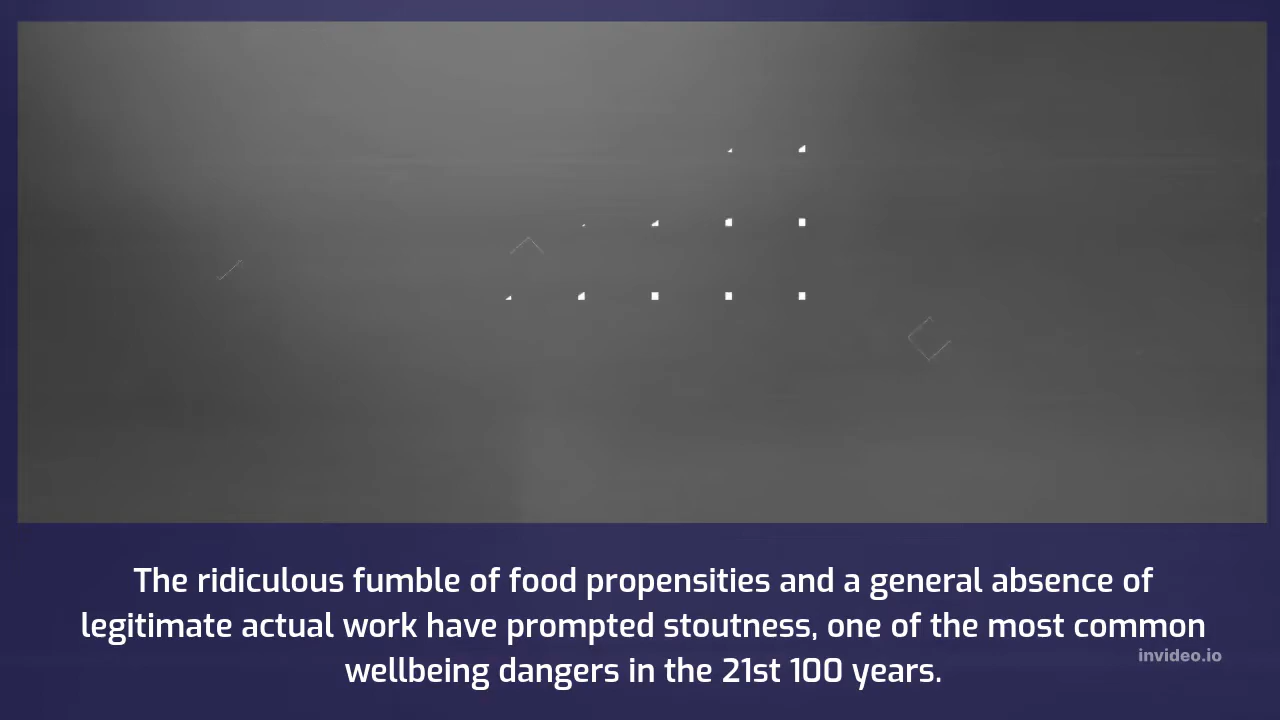 The ridiculous fumble of food propensities and a general absence of
legitimate actual work have prompted stoutness, one of the most common
invideo.io
wellbeing dangers in the 21st 100 years.